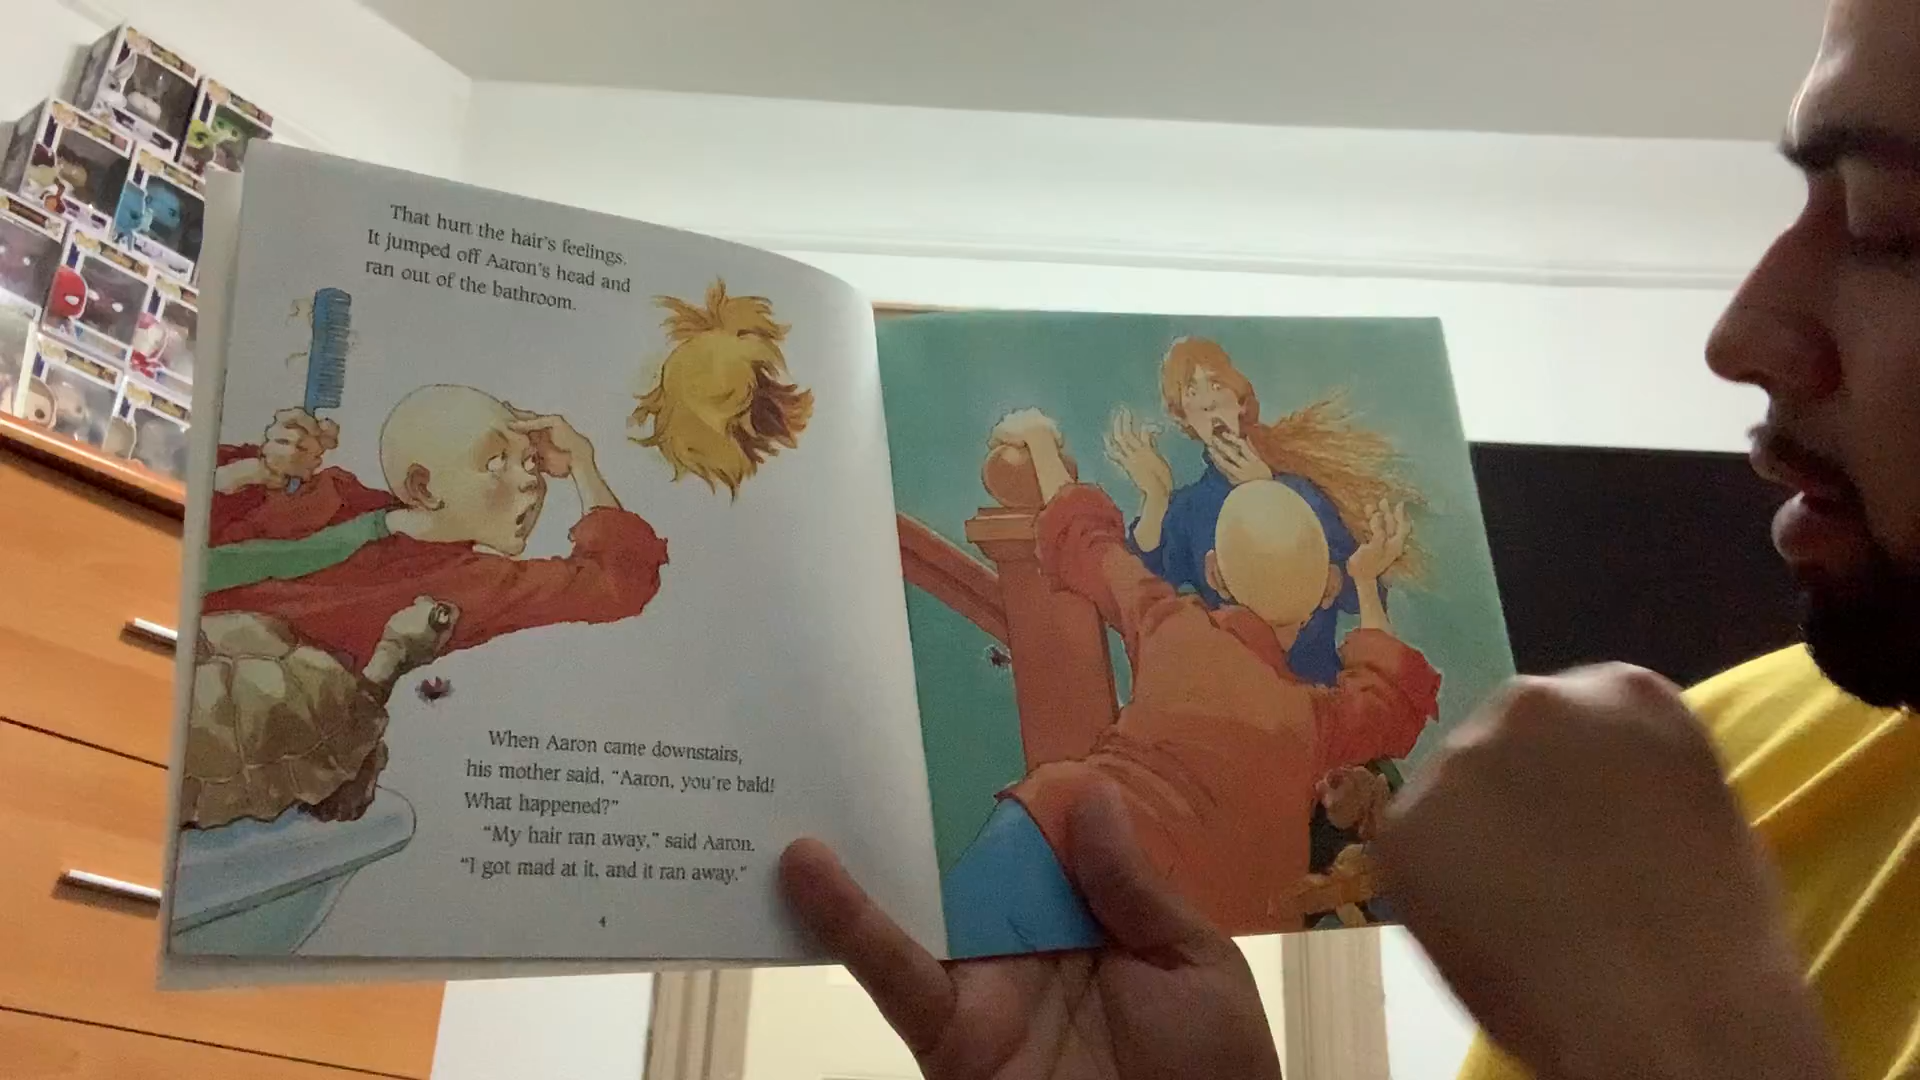 That hurt the hair's feelings.
It jumped off Aaron's head and
ran out of the bathroom.
When Aaron came downstairs,
his mother said, "Aaron, you're bald!
What happened?"
"My hair ran away," said Aaron.
"I got mad at it, and it ran away."
4